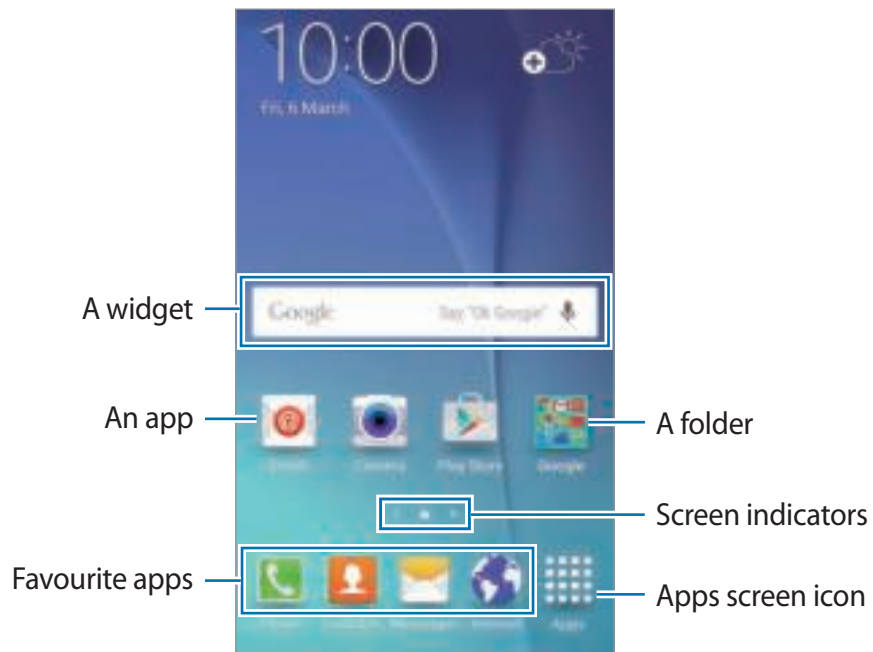 10:00
Fri, 6 March
A widget
Google Say "Ok Google"
An app
A folder
Camera Play Store Google
Screen indicators
Favourite apps
Apps screen icon
Apps